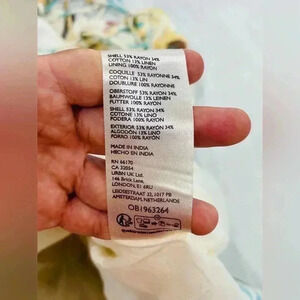 SHELL 53% RAYON 34%
COTTON 13% LINEN
LINING 100% RAYON
COQUILLE 53% RAYONNE 34%
COTON 13% LIN
DOUBLURE 100% RAYONNE
OBERSTOFF 53% RAYON 34%
BAUMWOLLE 13% LEINEN
FUTTER 100% RAYON
SHELL 53% RAYON 34%
COTONE 13% LINO
FODERA 100% RAYON
EXTERIOR 53% RAYON 34%
ALGODÓN 13% LINO
FORRO 100% RAYON
MADE IN INDIA
HECHO EN INDIA
RN 66170
CA 32054
URBN UK Ltd.
146 Brick Lane,
LONDON, E1 6RU
LEIDSESTRAAT 32, 1017 PB
AMSTERDAM, NETHERLANDS
OB1963264